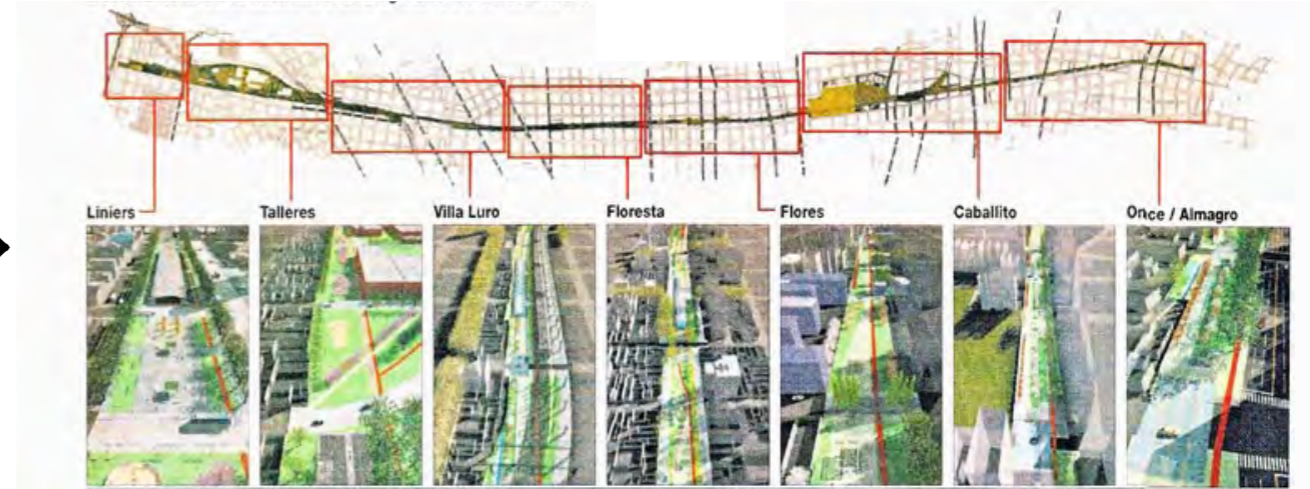 Liniers
Talleres
Villa Luro
Floresta
Flores
Caballito
Once / Almagro